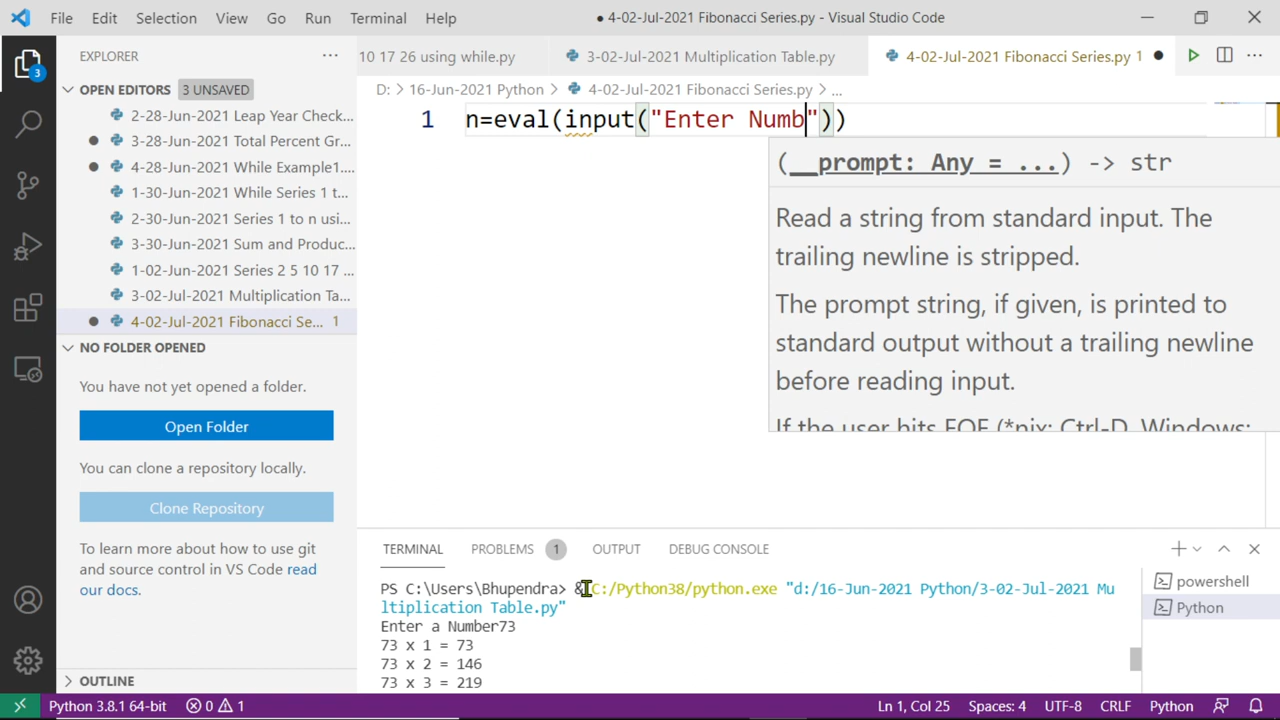 File Edit Selection View Go Run Terminal Help
● 4-02-Jul-2021 Fibonacci Series.py - Visual Studio Code
EXPLORER
10 17 26 using while.py
3-02-Jul-2021 Multiplication Table.py
4-02-Jul-2021 Fibonacci Series.py 1
3
OPEN EDITORS 3 UNSAVED
D: > 16-Jun-2021 Python > 4-02-Jul-2021 Fibonacci Series.py > ...
2-28-Jun-2021 Leap Year Check...
3-28-Jun-2021 Total Percent Gr...
4-28-Jun-2021 While Example1....
1-30-Jun-2021 While Series 1 t...
2-30-Jun-2021 Series 1 to n usi...
3-30-Jun-2021 Sum and Produc...
1-02-Jun-2021 Series 2 5 10 17 ...
3-02-Jul-2021 Multiplication Ta...
4-02-Jul-2021 Fibonacci Se... 1
1 n=eval(input("Enter Numb"))
(__prompt: Any = ...) -> str
Read a string from standard input. The
trailing newline is stripped.
The prompt string, if given, is printed to
standard output without a trailing newline
before reading input.
If the user hits EOF (*nix: Ctrl-D, Windows:
NO FOLDER OPENED
You have not yet opened a folder.
Open Folder
You can clone a repository locally.
Clone Repository
To learn more about how to use git
and source control in VS Code read
our docs.
OUTLINE
TERMINAL PROBLEMS 1 OUTPUT DEBUG CONSOLE
PS C:\Users\Bhupendra> & C:/Python38/python.exe "d:/16-Jun-2021 Python/3-02-Jul-2021 Mu
ltiplication Table.py"
Enter a Number73
73 x 1 = 73
73 x 2 = 146
73 x 3 = 219
powershell
Python
Python 3.8.1 64-bit 0 1 Ln 1, Col 25 Spaces: 4 UTF-8 CRLF Python